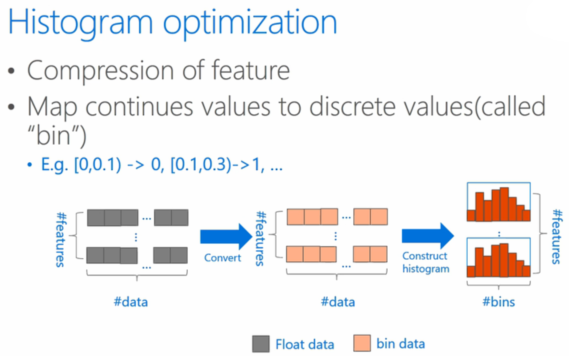 Histogram optimization
• Compression of feature
• Map continues values to discrete values(called
“bin”)
• E.g. [0,0.1) -> 0, [0.1,0.3)->1, ...
#features
...
...
...
#data
Convert
#features
...
...
...
#data
Construct
histogram
...
#features
#bins
Float data
bin data